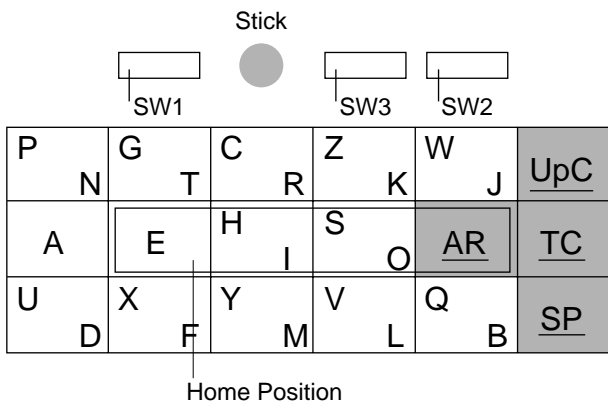 Stick
SW1 SW3 SW2
P G C Z W
N T R K J UpC
A E H I S O AR TC
U X Y V Q
D F M L B SP
Home Position